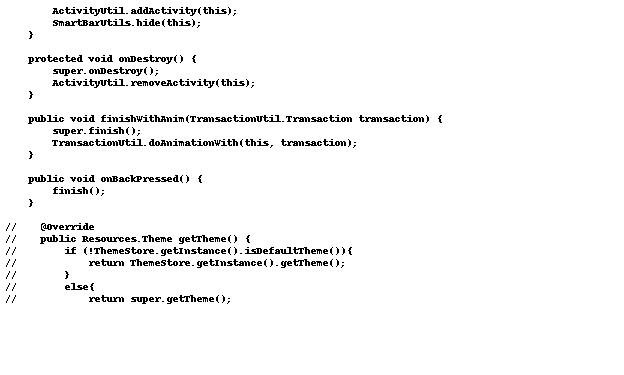 ActivityUtil.addActivity(this);
        SmartBarUtils.hide(this);
    }

    protected void onDestroy() {
        super.onDestroy();
        ActivityUtil.removeActivity(this);
    }

    public void finishWithAnim(TransactionUtil.Transaction transaction) {
        super.finish();
        TransactionUtil.doAnimationWith(this, transaction);
    }

    public void onBackPressed() {
        finish();
    }

//    @Override
//    public Resources.Theme getTheme() {
//        if (!ThemeStore.getInstance().isDefaultTheme()){
//            return ThemeStore.getInstance().getTheme();
//        }
//        else{
//            return super.getTheme();